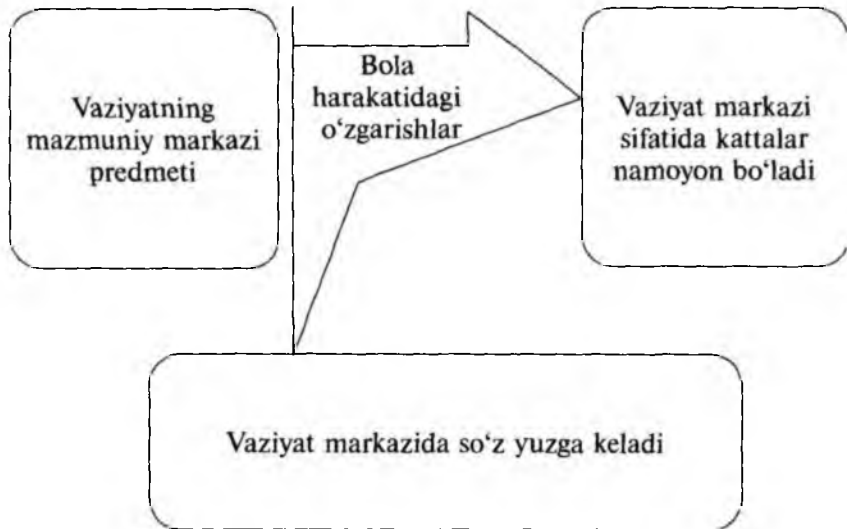 Vaziyatning
mazmuniy markazi
predmeti
Bola
harakatidagi
o‘zgarishlar
Vaziyat markazi
sifatida kattalar
namoyon bo‘ladi
Vaziyat markazida so‘z yuzga keladi